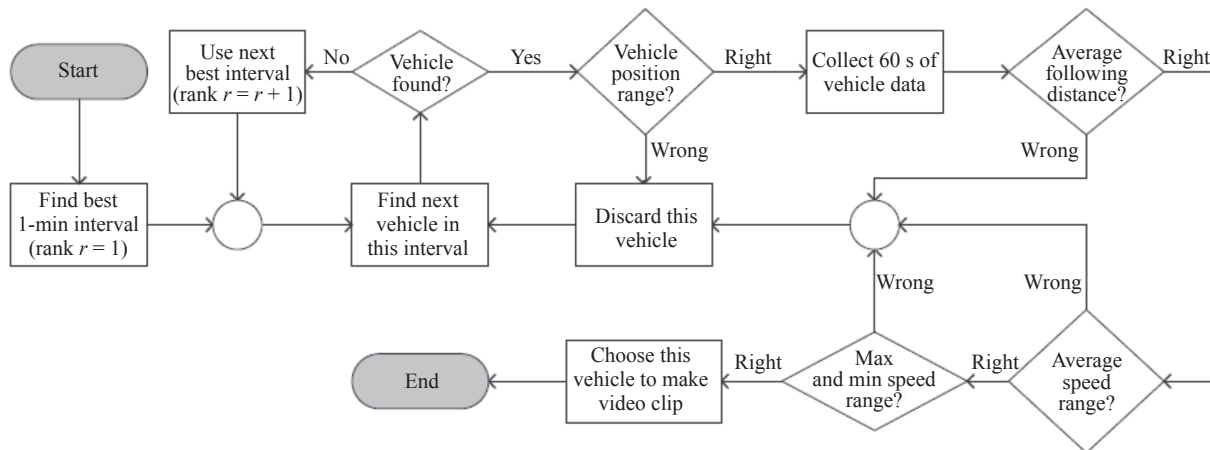 Start
Use next
best interval
(rank r = r + 1)
No
Vehicle
found?
Yes
Vehicle
position
range?
Right
Collect 60 s of
vehicle data
Average
following
distance?
Right
Wrong
Wrong
Find best
1-min interval
(rank r = 1)
Find next
vehicle in
this interval
Discard this
vehicle
Wrong
Wrong
End
Choose this
vehicle to make
video clip
Right
Max
and min speed
range?
Right
Average
speed
range?